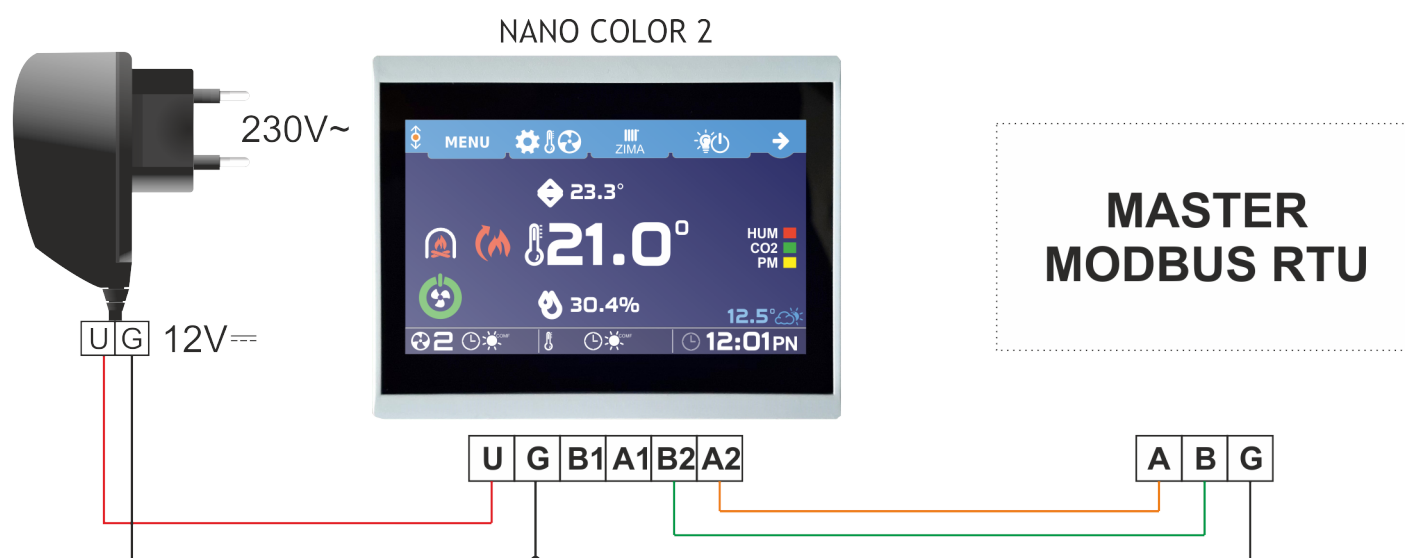 NANO COLOR 2
230V~
MENU
ZIMA
23.3°
21.0°
HUM
CO2
PM
30.4%
12.5°
2
12:01PN
U G
12V
MASTER
MODBUS RTU
U G B1 A1 B2 A2
A B G